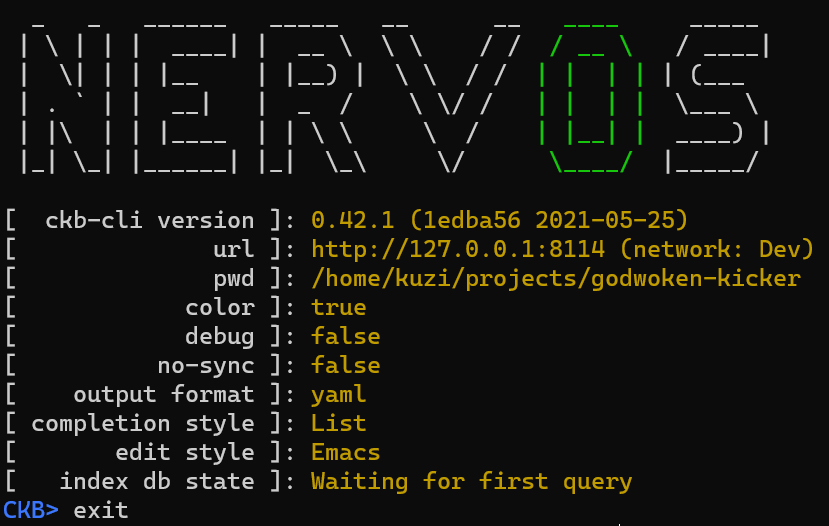 NERVOS
[  ckb-cli version ]: 0.42.1 (1edba56 2021-05-25)
[              url ]: http://127.0.0.1:8114 (network: Dev)
[              pwd ]: /home/kuzi/projects/godwoken-kicker
[            color ]: true
[            debug ]: false
[          no-sync ]: false
[    output format ]: yaml
[ completion style ]: List
[       edit style ]: Emacs
[   index db state ]: Waiting for first query
CKB> exit